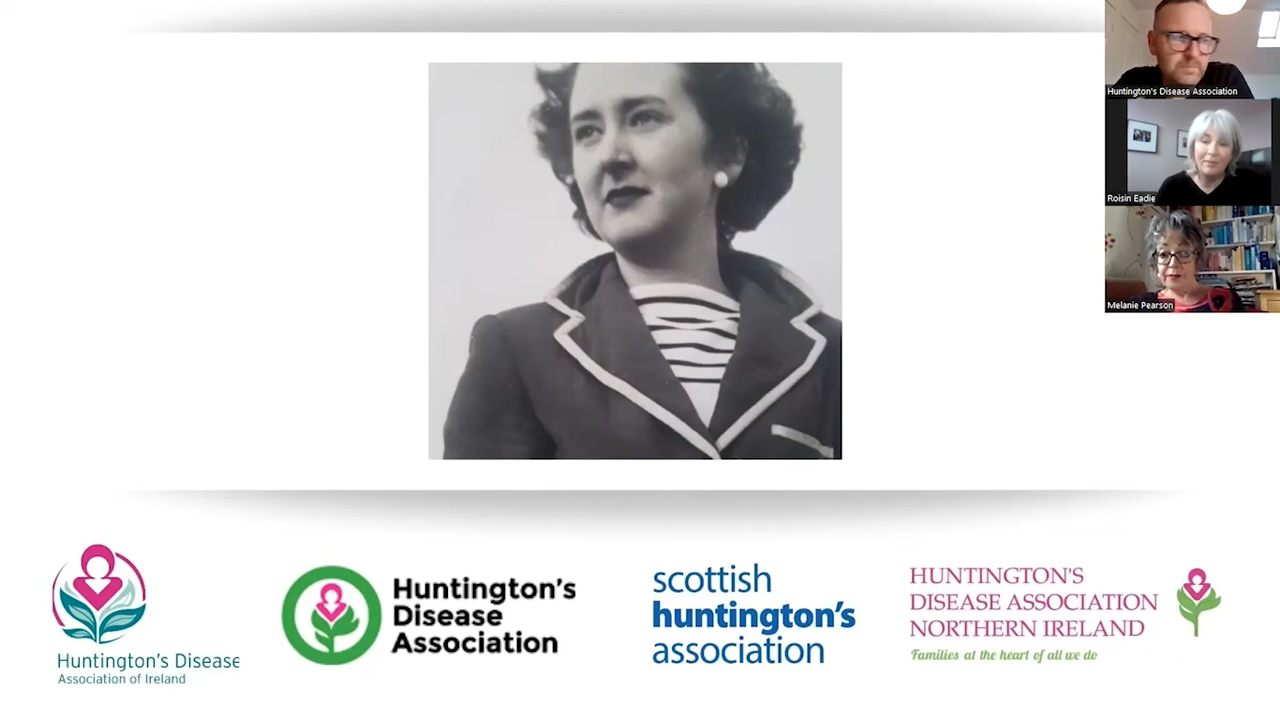 Huntington's Disease Association
Roisin Eadie
Melanie Pearson
Huntington's Disease
Association of Ireland
Huntington's
Disease
Association
scottish
huntington's
association
HUNTINGTON'S
DISEASE ASSOCIATION
NORTHERN IRELAND
Families at the heart of all we do